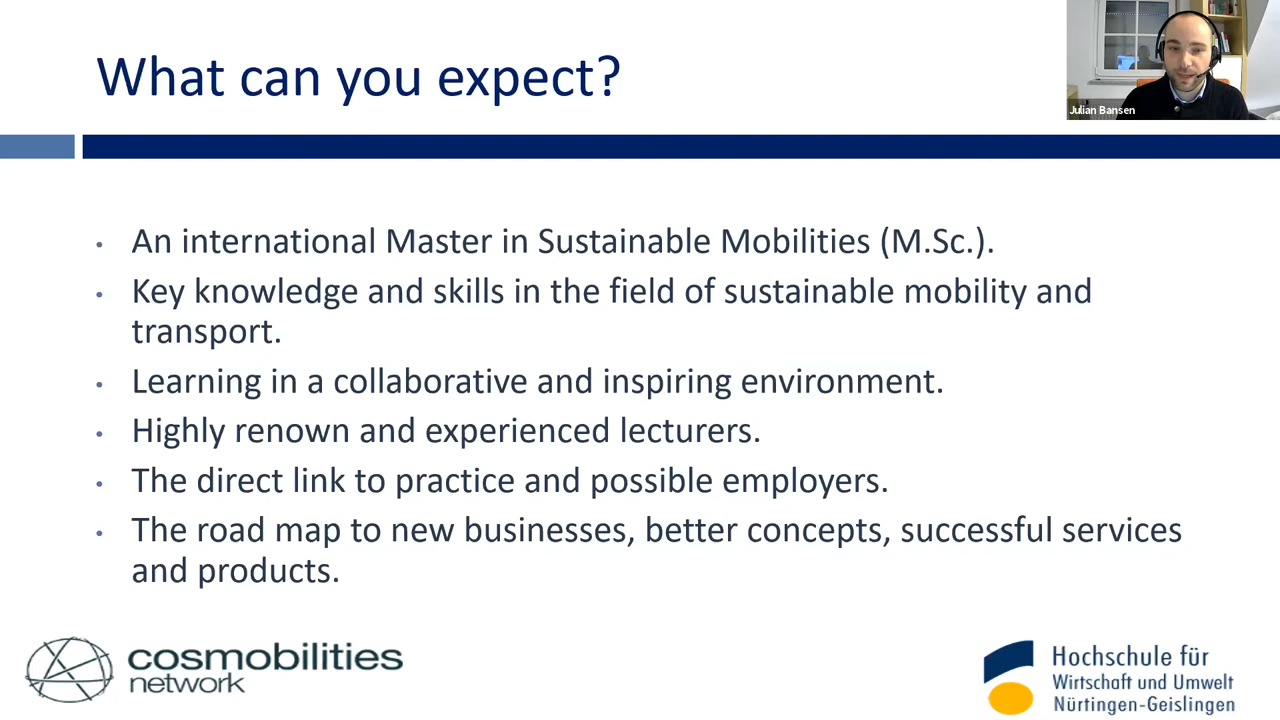 What can you expect?
Julian Bansen
• An international Master in Sustainable Mobilities (M.Sc.).
• Key knowledge and skills in the field of sustainable mobility and
transport.
• Learning in a collaborative and inspiring environment.
• Highly renown and experienced lecturers.
• The direct link to practice and possible employers.
• The road map to new businesses, better concepts, successful services
and products.
cosmobilities
network
Hochschule für
Wirtschaft und Umwelt
Nürtingen-Geislingen